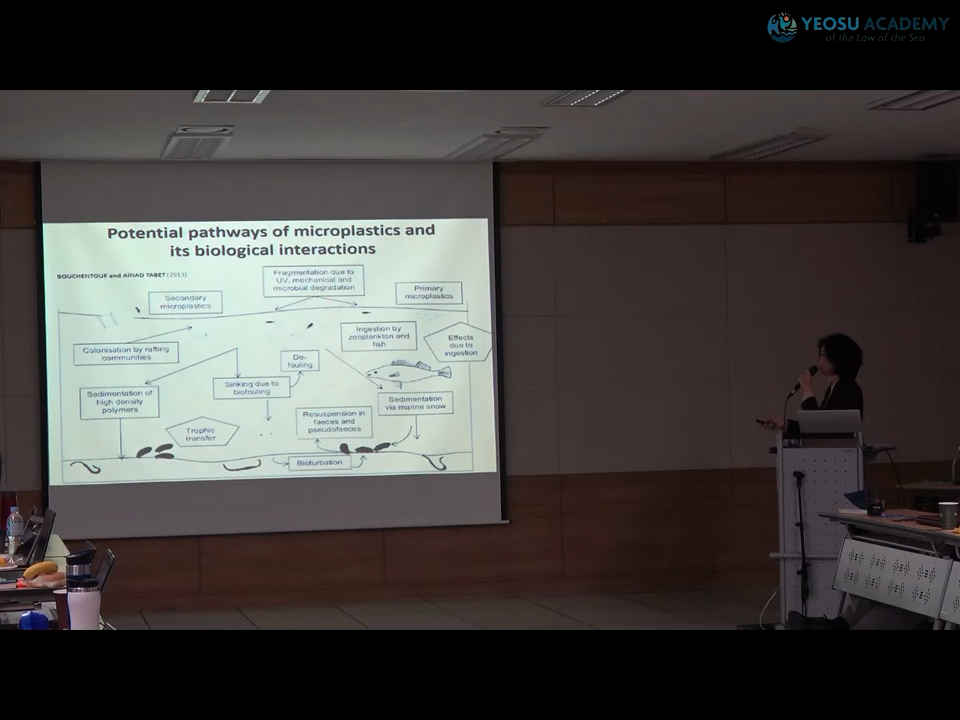 YEOSU ACADEMY
of the Law of the Sea
Potential pathways of microplastics and
its biological interactions
BOUCHENTOUF and AÏNAD TABET (2013)
Fragmentation due to
UV, mechanical and
microbial degradation
Secondary
microplastics
Primary
microplastics
Ingestion by
zooplankton and
fish
Effects
due to
ingestion
Colonisation by rafting
communities
De-
fouling
Sinking due to
biofouling
Sedimentation of
high density
polymers
Sedimentation
via marine snow
Resuspension in
faeces and
pseudofaeces
Trophic
transfer
Bioturbation